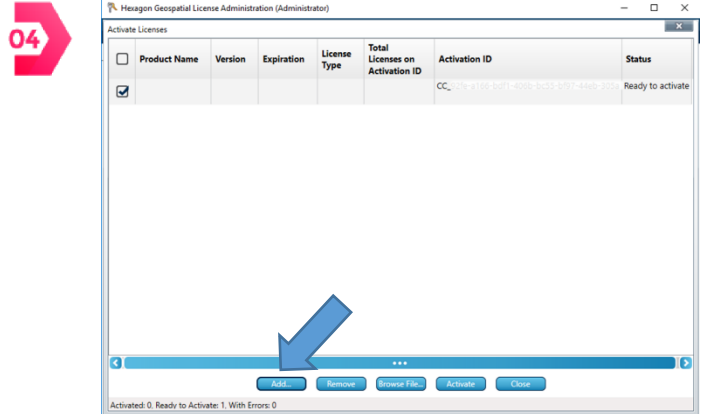 04
Hexagon Geospatial License Administration (Administrator)
Activate Licenses
Product Name Version Expiration License Type Total Licenses on Activation ID Activation ID Status
CC_ Ready to activate
Add... Remove Browse File... Activate Close
Activated: 0, Ready to Activate: 1, With Errors: 0